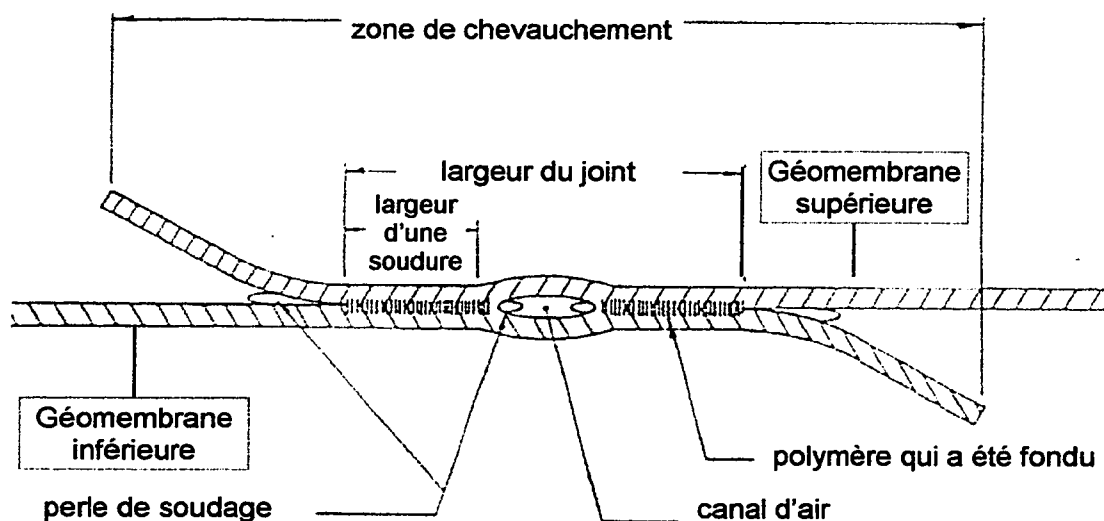 zone de chevauchement
largeur du joint
Géomembrane
supérieure
largeur
d'une
soudure
Géomembrane
inférieure
polymère qui a été fondu
perle de soudage
canal d'air